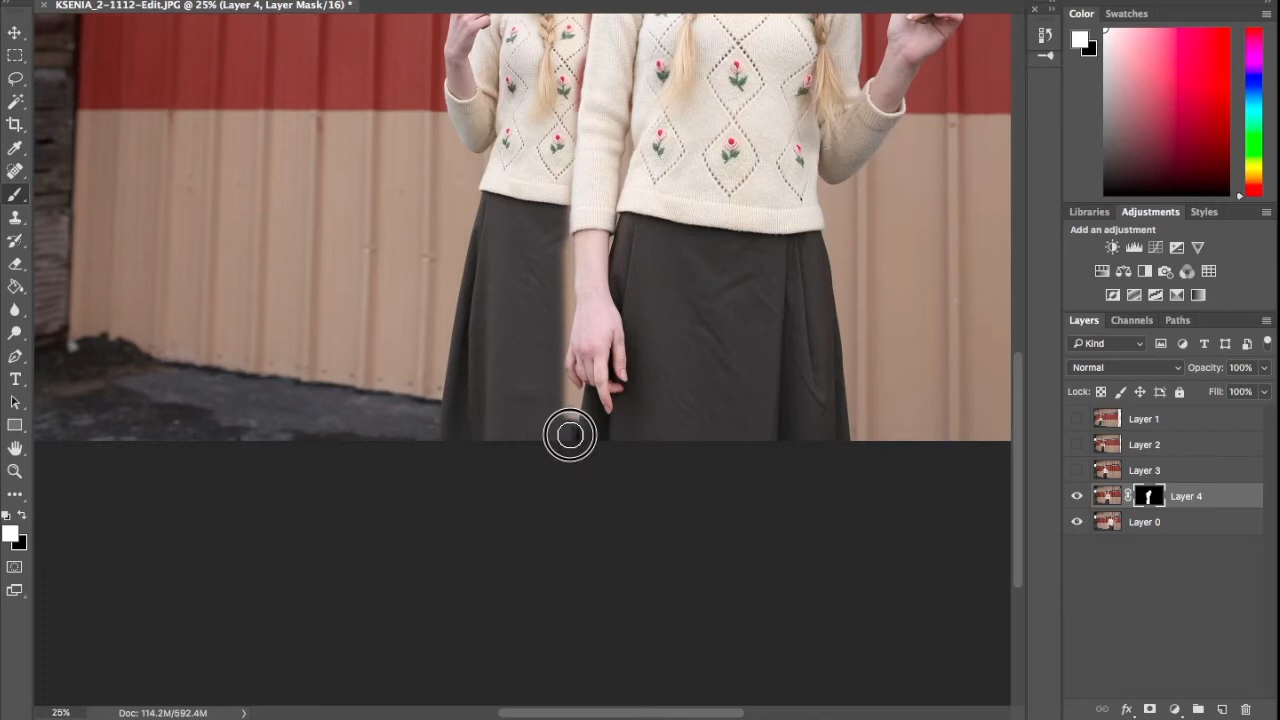 KSENIA_2-1112-Edit.JPG @ 25% (Layer 4, Layer Mask/16) *
Color Swatches
Libraries Adjustments Styles
Add an adjustment
Layers Channels Paths
Kind
Normal Opacity: 100%
Lock: Fill: 100%
Layer 1
Layer 2
Layer 3
Layer 4
Layer 0
25% Doc: 114.2M/592.4M